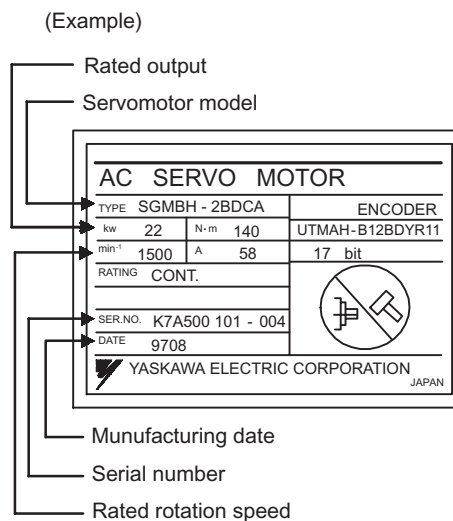 (Example)
Rated output
Servomotor model
AC SERVO MOTOR
TYPE SGMBH - 2BDCA
ENCODER
kw 22 N·m 140
UTMAH-B12BDYR11
min-1 1500 A 58
17 bit
RATING CONT.
SER.NO. K7A500 101 - 004
DATE 9708
YASKAWA ELECTRIC CORPORATION
JAPAN
Munufacturing date
Serial number
Rated rotation speed